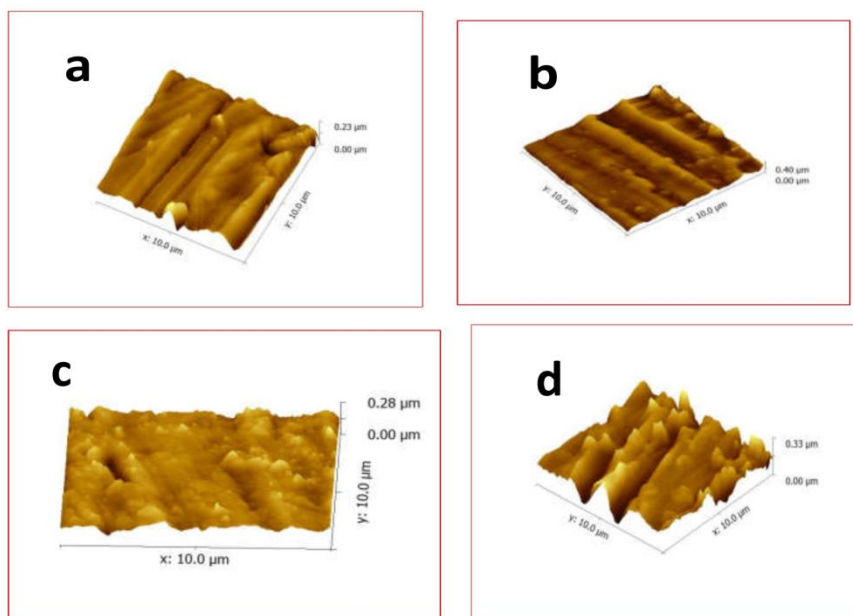 a
0.23 µm
0.00 µm
x: 10.0 µm
y: 10.0 µm
b
0.40 µm
0.00 µm
y: 10.0 µm
x: 10.0 µm
c
0.28 µm
0.00 µm
y: 10.0 µm
x: 10.0 µm
d
0.33 µm
0.00 µm
y: 10.0 µm
x: 10.0 µm